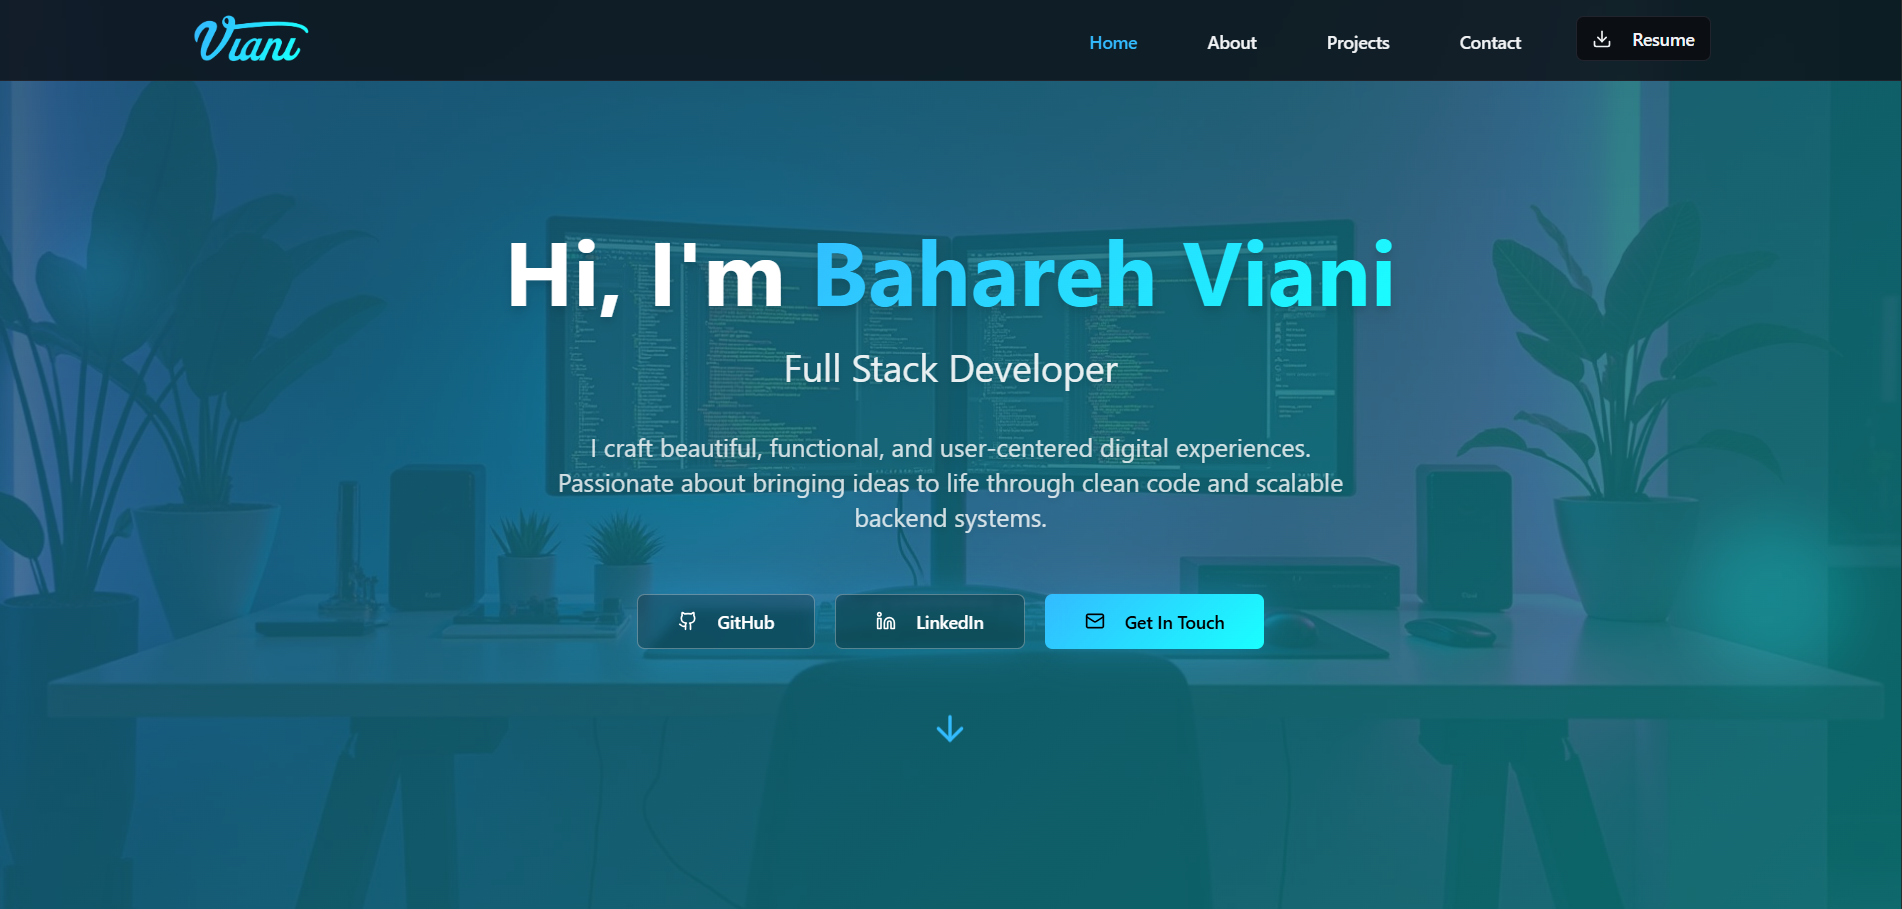 Viani
Home
About
Projects
Contact
Resume
Hi, I'm Bahareh Viani
Full Stack Developer
I craft beautiful, functional, and user-centered digital experiences.
Passionate about bringing ideas to life through clean code and scalable
backend systems.
GitHub
LinkedIn
Get In Touch